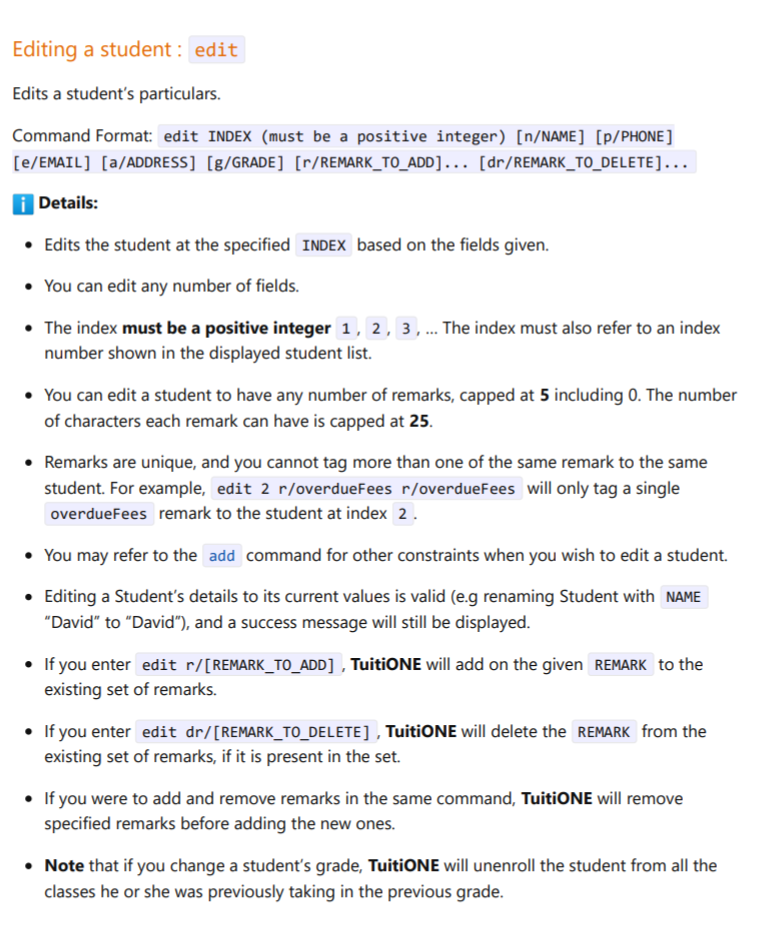 Editing a student : edit
Edits a student's particulars.
Command Format: edit INDEX (must be a positive integer) [n/NAME] [p/PHONE]
[e/EMAIL] [a/ADDRESS] [g/GRADE] [r/REMARK_TO_ADD]... [dr/REMARK_TO_DELETE]...
i Details:
• Edits the student at the specified INDEX based on the fields given.
• You can edit any number of fields.
• The index must be a positive integer 1, 2, 3, … The index must also refer to an index
number shown in the displayed student list.
• You can edit a student to have any number of remarks, capped at 5 including 0. The number
of characters each remark can have is capped at 25.
• Remarks are unique, and you cannot tag more than one of the same remark to the same
student. For example, edit 2 r/overdueFees r/overdueFees will only tag a single
overdueFees remark to the student at index 2.
• You may refer to the add command for other constraints when you wish to edit a student.
• Editing a Student's details to its current values is valid (e.g renaming Student with NAME
“David” to “David”), and a success message will still be displayed.
• If you enter edit r/[REMARK_TO_ADD], TuitiONE will add on the given REMARK to the
existing set of remarks.
• If you enter edit dr/[REMARK_TO_DELETE], TuitiONE will delete the REMARK from the
existing set of remarks, if it is present in the set.
• If you were to add and remove remarks in the same command, TuitiONE will remove
specified remarks before adding the new ones.
• Note that if you change a student's grade, TuitiONE will unenroll the student from all the
classes he or she was previously taking in the previous grade.